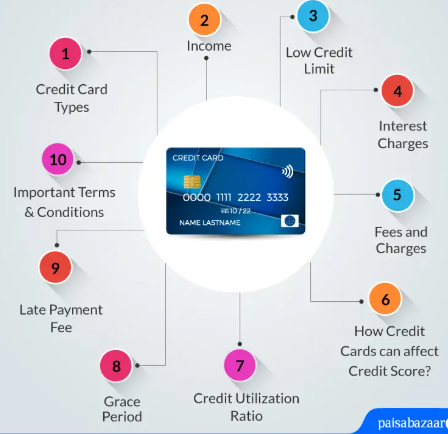 1
Credit Card
Types
2
Income
3
Low Credit
Limit
4
Interest
Charges
5
Fees and
Charges
6
How Credit
Cards can affect
Credit Score?
7
Credit Utilization
Ratio
8
Grace
Period
9
Late Payment
Fee
10
Important Terms
& Conditions
CREDIT CARD
0000 1111 2222 3333
10 / 22
NAME LASTNAME
paisabazaar